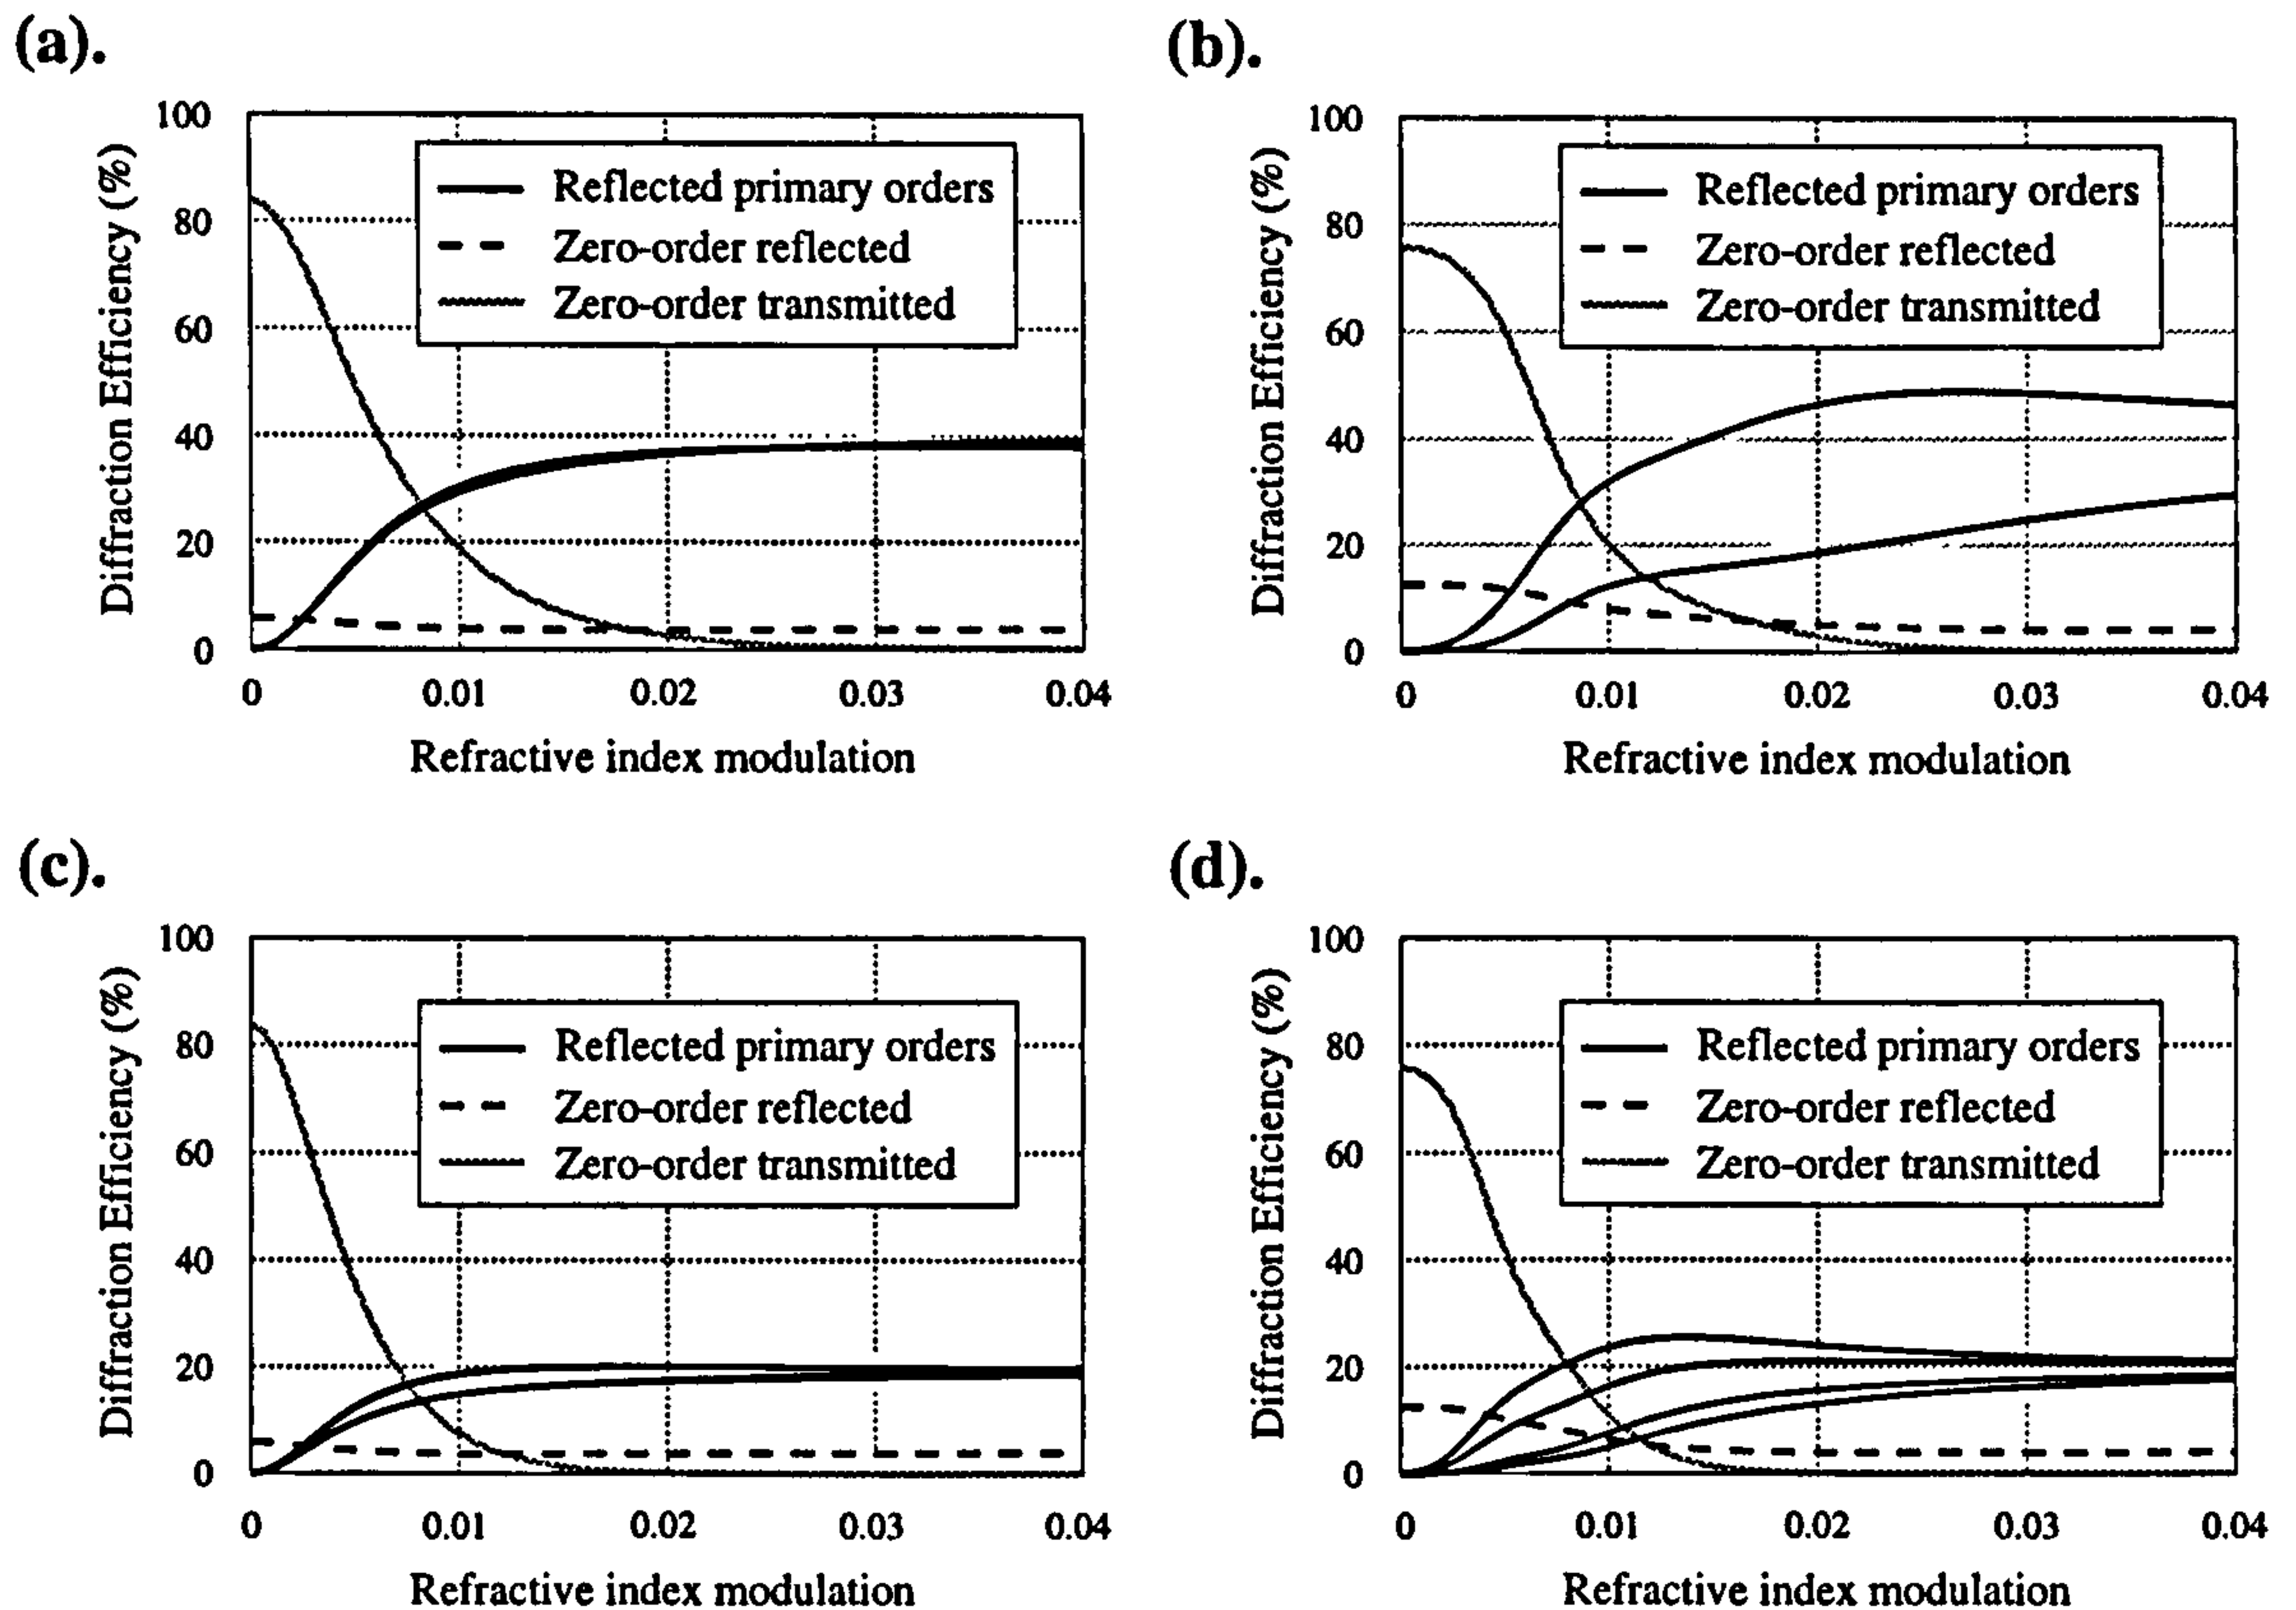 (a).
100
80
60
40
20
0
Diffraction Efficiency (%)
Reflected primary orders
Zero-order reflected
Zero-order transmitted
0 0.01 0.02 0.03 0.04
Refractive index modulation
(b).
100
80
60
40
20
0
Diffraction Efficiency (%)
Reflected primary orders
Zero-order reflected
Zero-order transmitted
0 0.01 0.02 0.03 0.04
Refractive index modulation
(c).
100
80
60
40
20
0
Diffraction Efficiency (%)
Reflected primary orders
Zero-order reflected
Zero-order transmitted
0 0.01 0.02 0.03 0.04
Refractive index modulation
(d).
100
80
60
40
20
0
Diffraction Efficiency (%)
Reflected primary orders
Zero-order reflected
Zero-order transmitted
0 0.01 0.02 0.03 0.04
Refractive index modulation